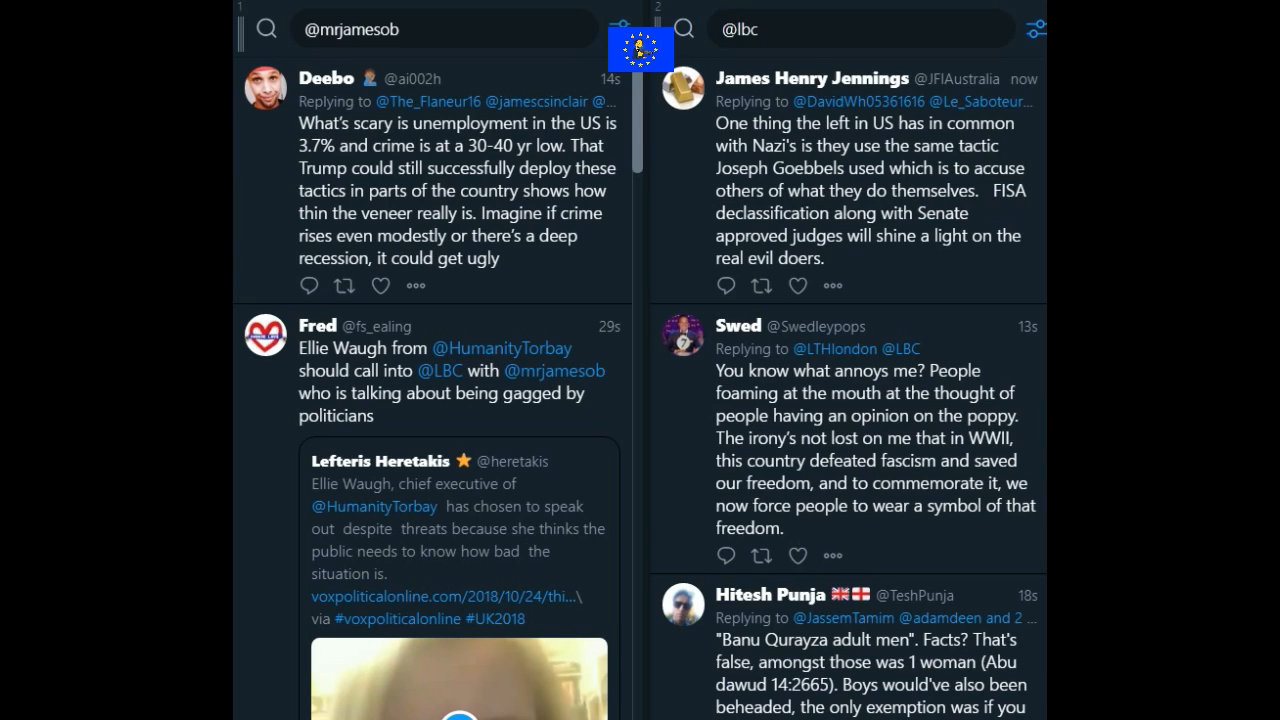 1
@mrjamesob
Deebo @ai002h 14s
Replying to @The_Flaneur16 @jamescsinclair @...
What's scary is unemployment in the US is
3.7% and crime is at a 30-40 yr low. That
Trump could still successfully deploy these
tactics in parts of the country shows how
thin the veneer really is. Imagine if crime
rises even modestly or there's a deep
recession, it could get ugly
Fred @fs_ealing 29s
Ellie Waugh from @HumanityTorbay
should call into @LBC with @mrjamesob
who is talking about being gagged by
politicians
Lefteris Heretakis @heretakis
Ellie Waugh, chief executive of
@HumanityTorbay has chosen to speak
out despite threats because she thinks the
public needs to know how bad the
situation is.
voxpoliticalonline.com/2018/10/24/thi...\
via #voxpoliticalonline #UK2018
2
@lbc
James Henry Jennings @JFIAustralia now
Replying to @DavidWh05361616 @Le_Saboteur...
One thing the left in US has in common
with Nazi's is they use the same tactic
Joseph Goebbels used which is to accuse
others of what they do themselves. FISA
declassification along with Senate
approved judges will shine a light on the
real evil doers.
Swed @Swedleypops 13s
Replying to @LTHlondon @LBC
You know what annoys me? People
foaming at the mouth at the thought of
people having an opinion on the poppy.
The irony's not lost on me that in WWII,
this country defeated fascism and saved
our freedom, and to commemorate it, we
now force people to wear a symbol of that
freedom.
Hitesh Punja @TeshPunja 18s
Replying to @JassemTamim @adamdeen and 2 ...
"Banu Qurayza adult men". Facts? That's
false, amongst those was 1 woman (Abu
dawud 14:2665). Boys would've also been
beheaded, the only exemption was if you